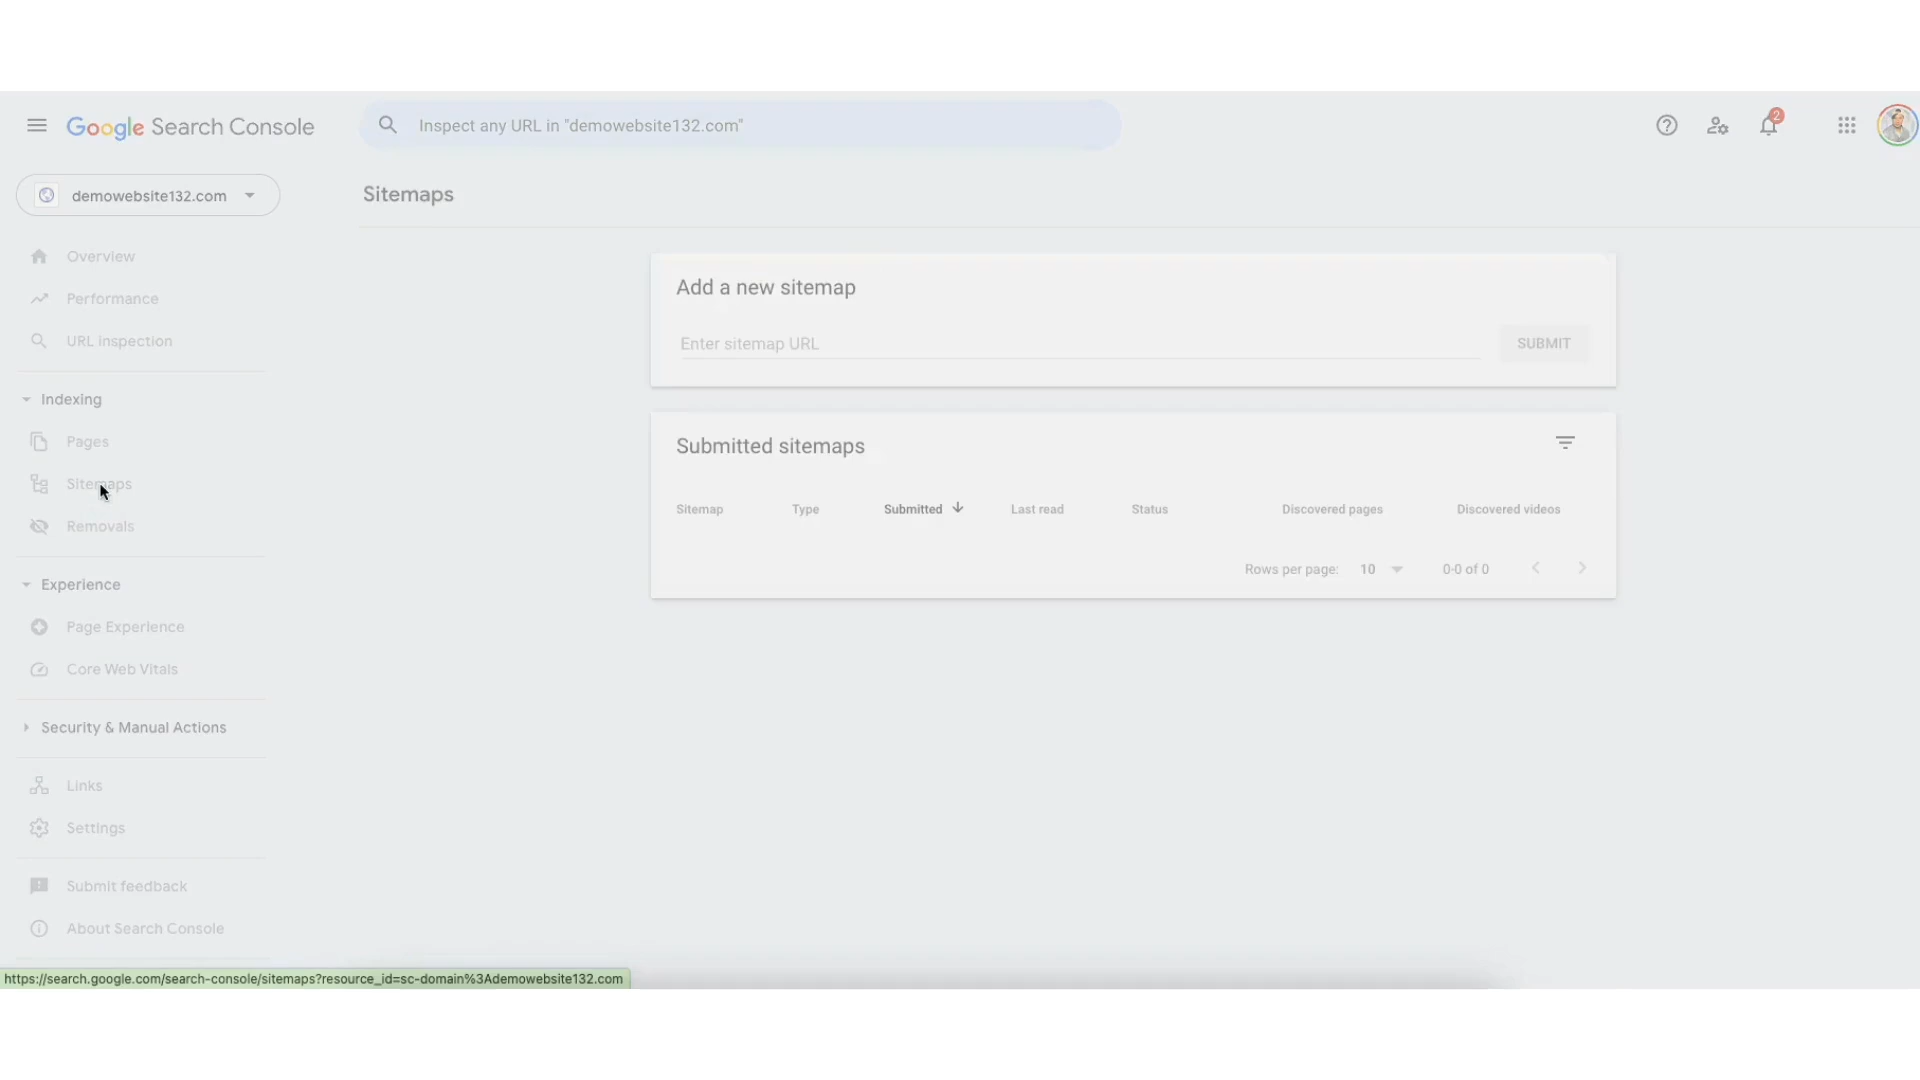 Google Search Console
Inspect any URL in "demowebsite132.com"
2
demowebsite132.com
Sitemaps
Overview
Performance
URL inspection
Indexing
Pages
Sitemaps
Removals
Experience
Page Experience
Core Web Vitals
Security & Manual Actions
Links
Settings
Submit feedback
About Search Console
Add a new sitemap
Enter sitemap URL
SUBMIT
Submitted sitemaps
Sitemap Type Submitted Last read Status Discovered pages Discovered videos
Rows per page: 10 0-0 of 0
https://search.google.com/search-console/sitemaps?resource_id=sc-domain%3Ademowebsite132.com